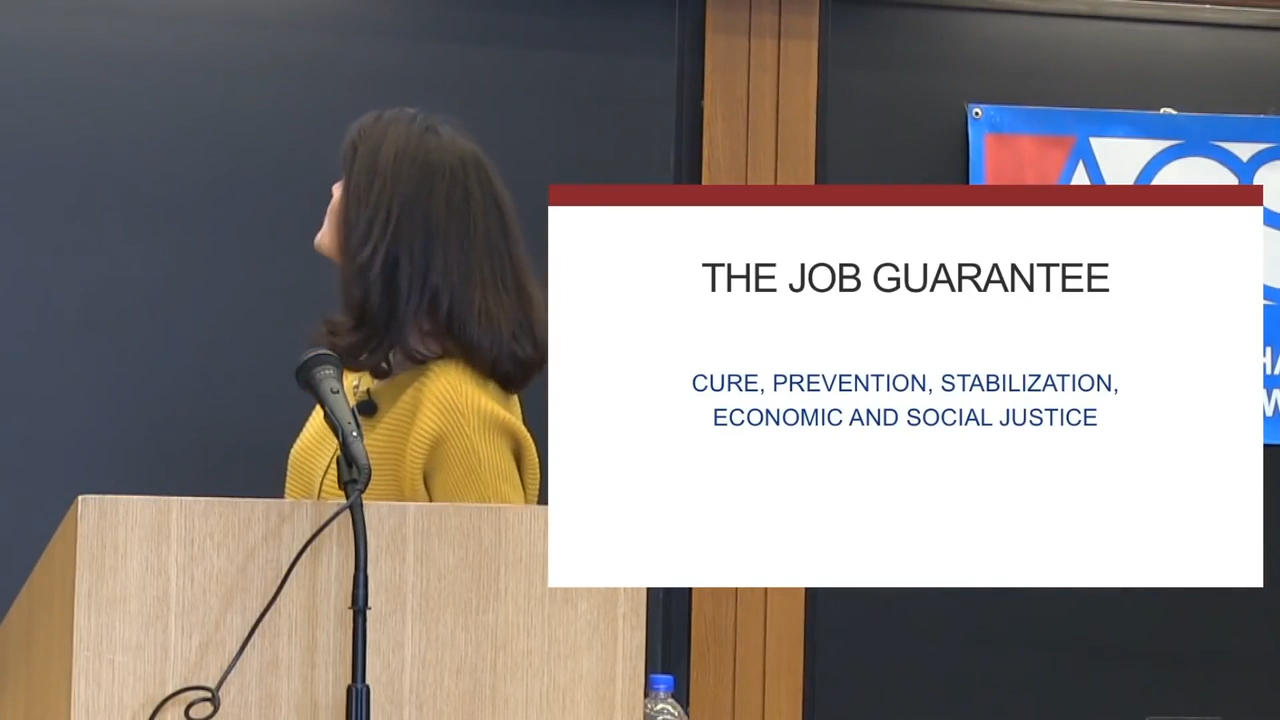 THE JOB GUARANTEE
CURE, PREVENTION, STABILIZATION,
ECONOMIC AND SOCIAL JUSTICE